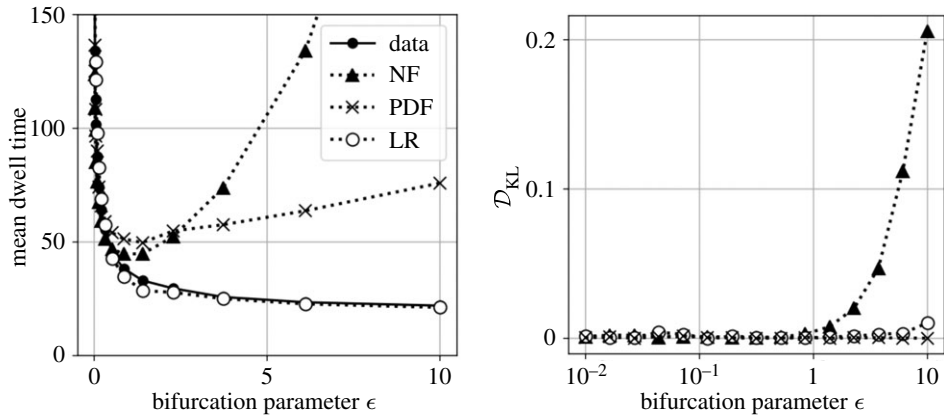 150
100
50
0
mean dwell time
data
NF
PDF
LR
0 5 10
bifurcation parameter ϵ
0.2
0.1
0
𝒟KL
10⁻² 10⁻¹ 1 10
bifurcation parameter ϵ